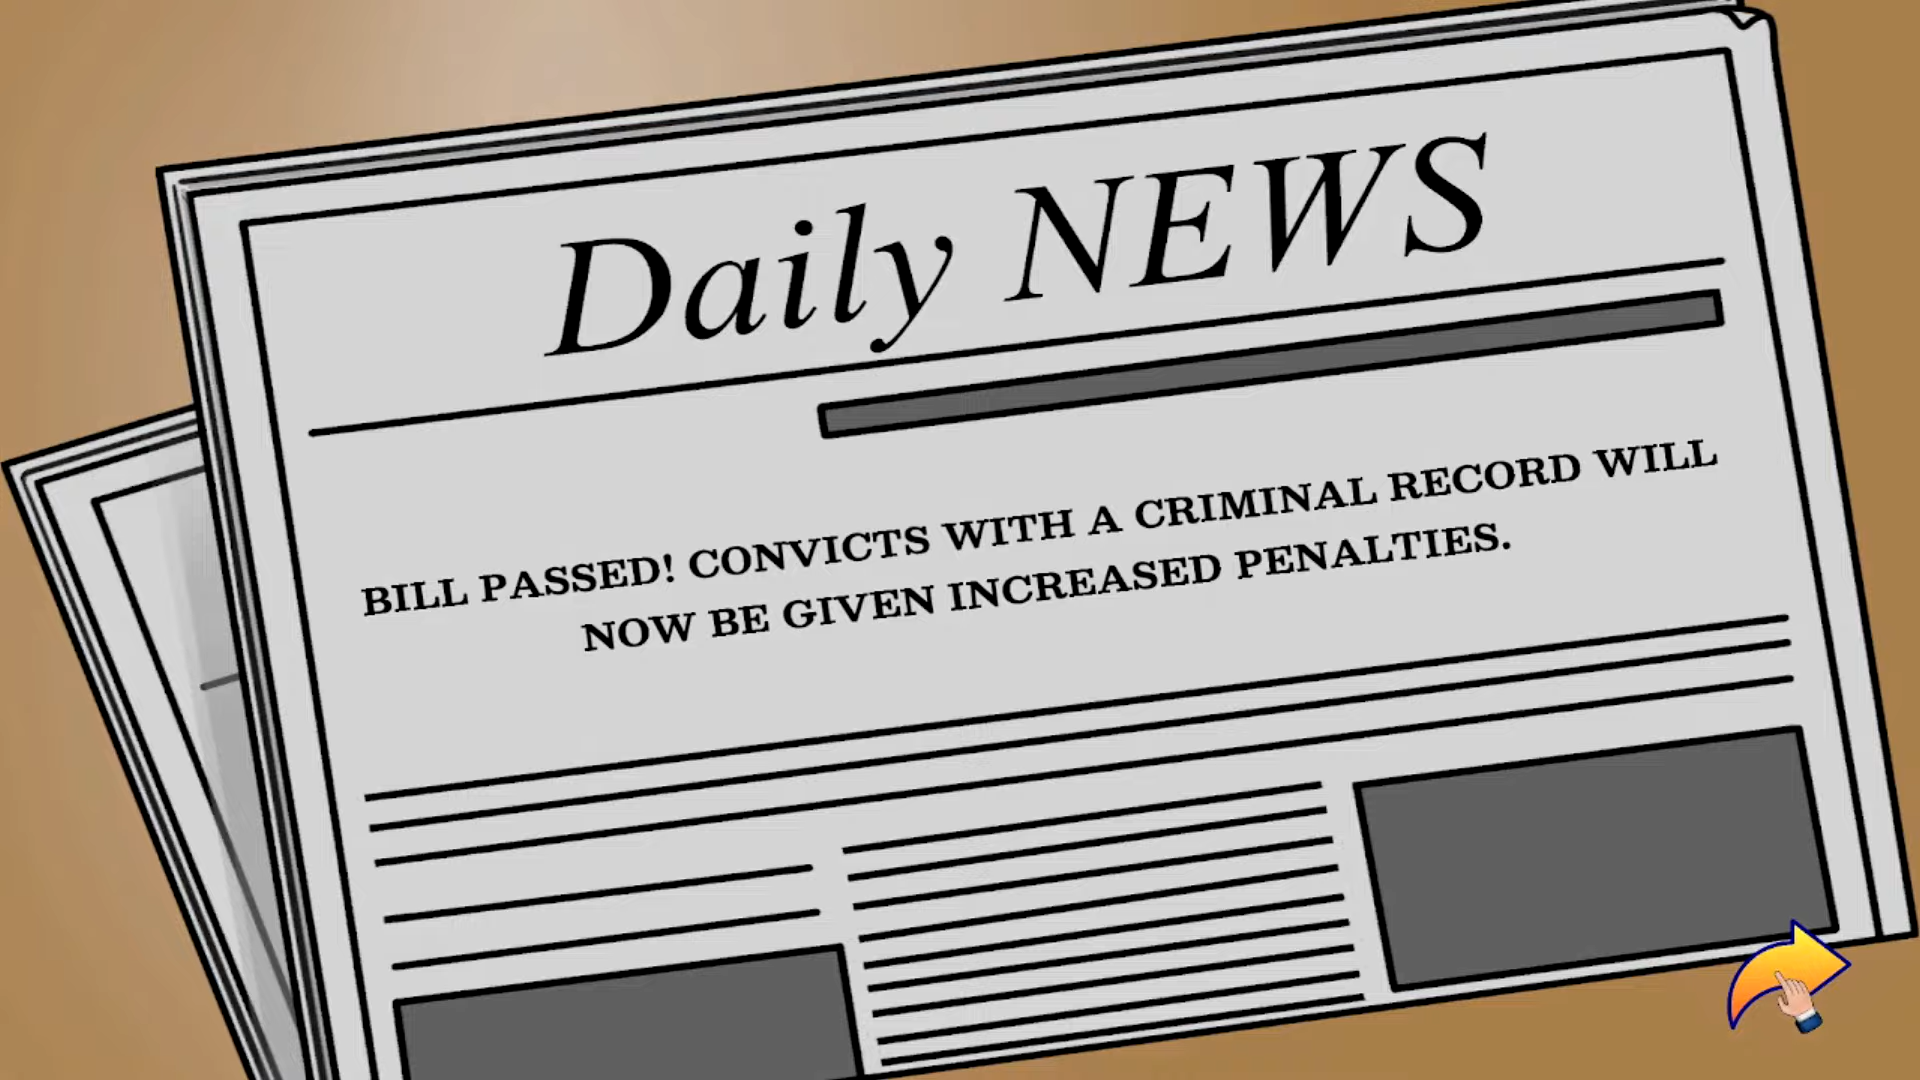 Daily NEWS
BILL PASSED! CONVICTS WITH A CRIMINAL RECORD WILL
NOW BE GIVEN INCREASED PENALTIES.